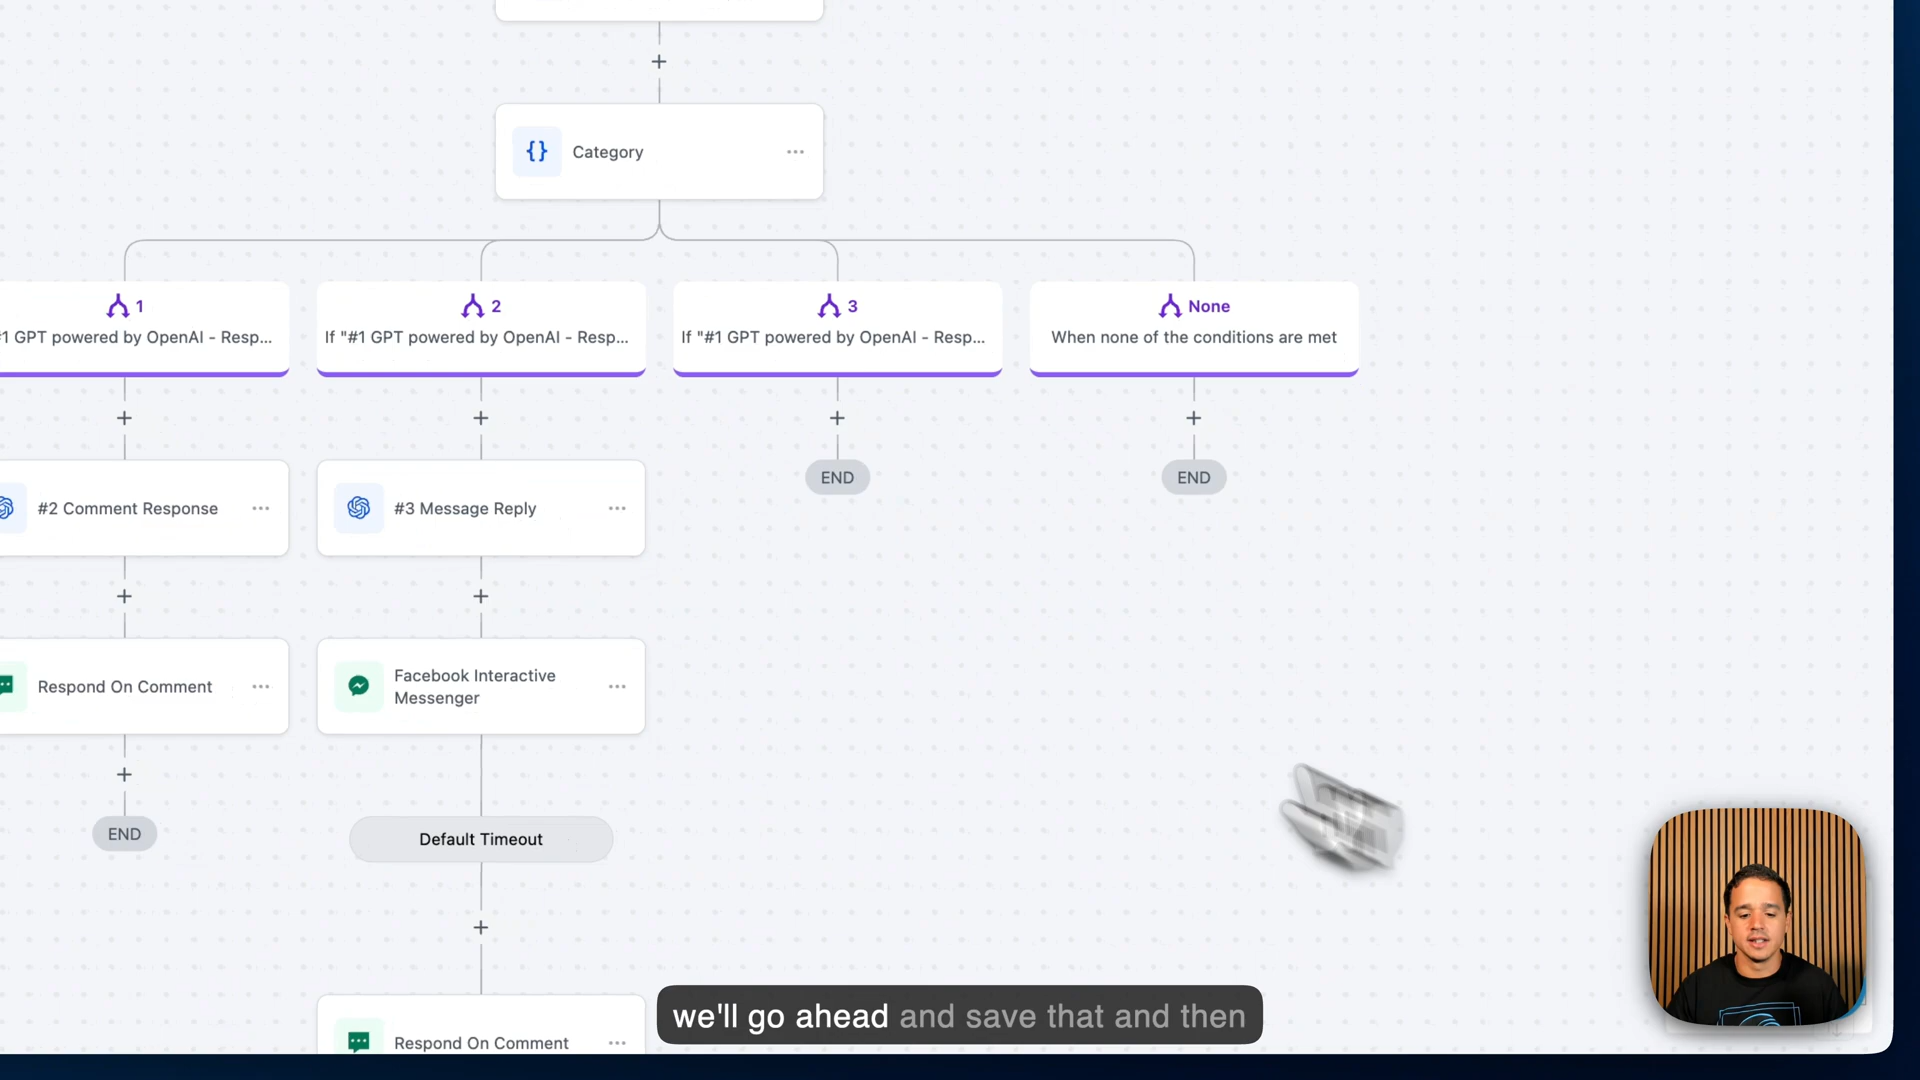 {} Category
1
2
3
None
#1 GPT powered by OpenAI - Resp...
If "#1 GPT powered by OpenAI - Resp...
If "#1 GPT powered by OpenAI - Resp...
When none of the conditions are met
#2 Comment Response
#3 Message Reply
END
END
Respond On Comment
Facebook Interactive
Messenger
END
Default Timeout
Respond On Comment
we'll go ahead and save that and then